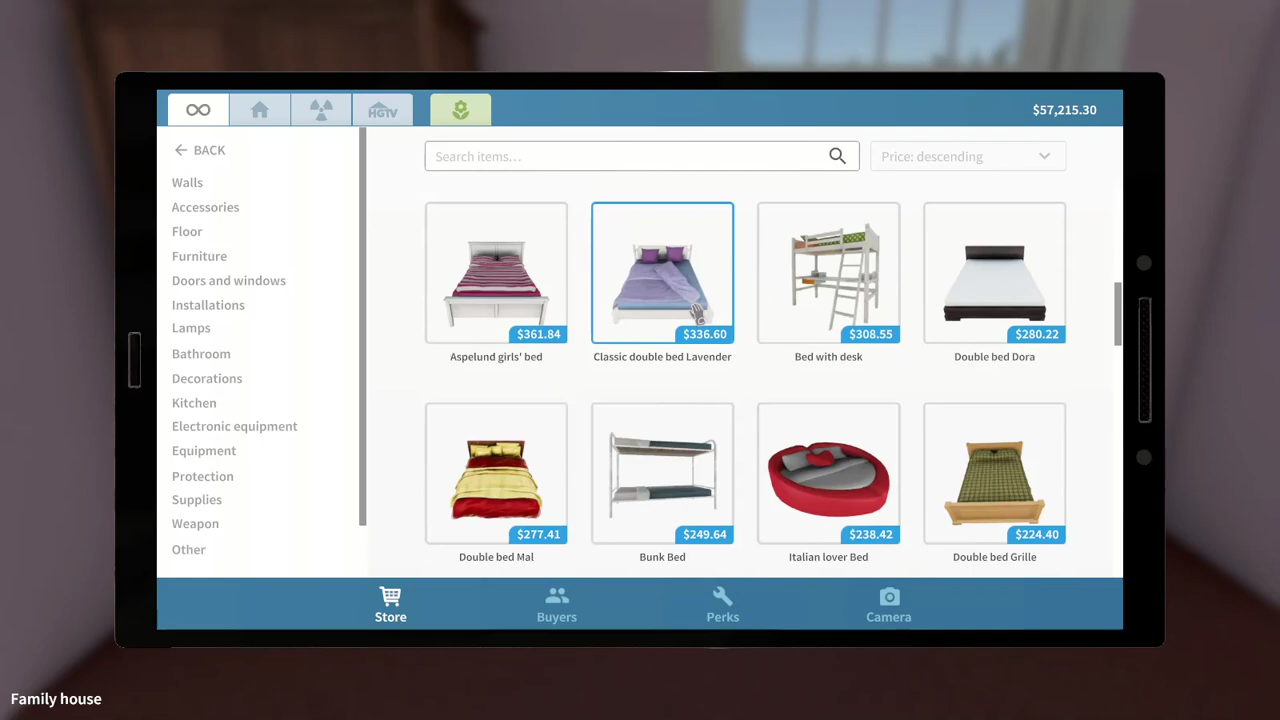 HGTV
$57,215.30
BACK
Walls
Accessories
Floor
Furniture
Doors and windows
Installations
Lamps
Bathroom
Decorations
Kitchen
Electronic equipment
Equipment
Protection
Supplies
Weapon
Other
Search items...
Price: descending
$361.84
$336.60
$308.55
$280.22
Aspelund girls' bed
Classic double bed Lavender
Bed with desk
Double bed Dora
$277.41
$249.64
$238.42
$224.40
Double bed Mal
Bunk Bed
Italian lover Bed
Double bed Grille
Store
Buyers
Perks
Camera
Family house